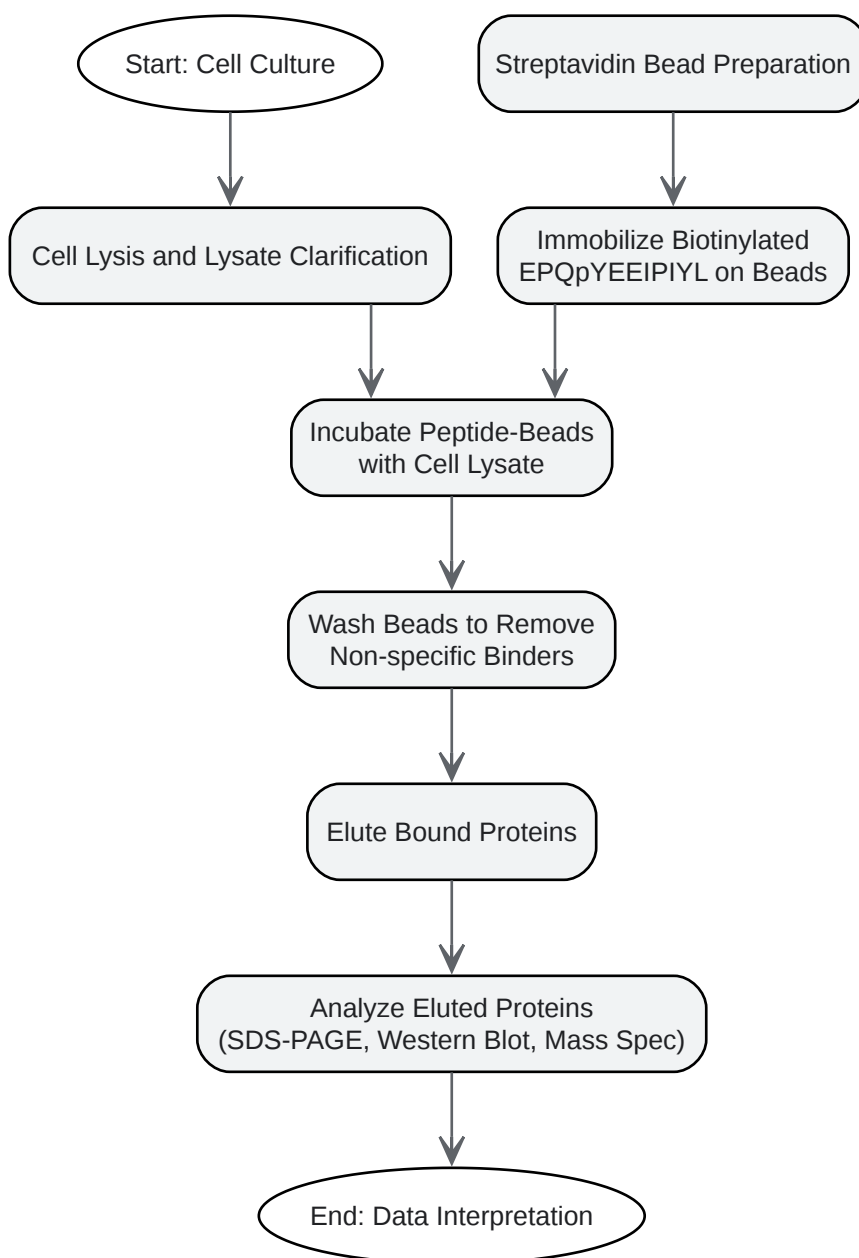 Start: Cell Culture
Streptavidin Bead Preparation
Cell Lysis and Lysate Clarification
Immobilize Biotinylated
EPQpYEEIPIYL on Beads
Incubate Peptide-Beads
with Cell Lysate
Wash Beads to Remove
Non-specific Binders
Elute Bound Proteins
Analyze Eluted Proteins
(SDS-PAGE, Western Blot, Mass Spec)
End: Data Interpretation